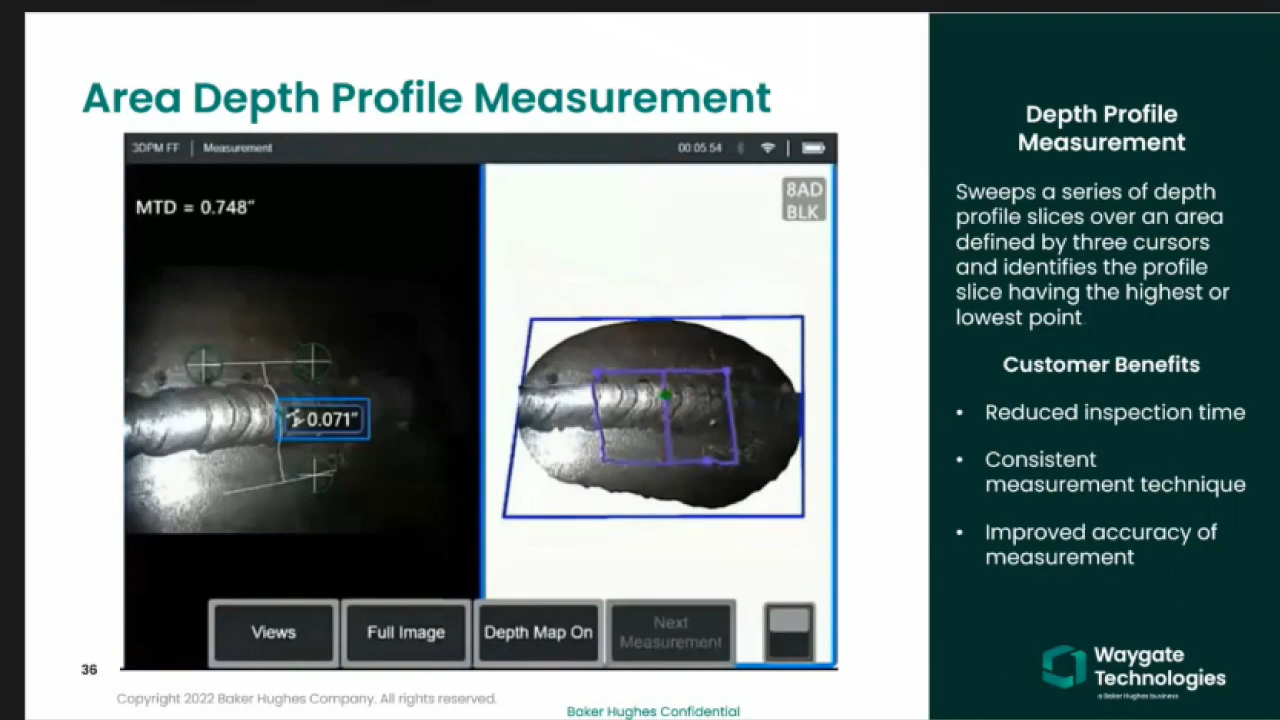 Area Depth Profile Measurement
3DPM FF | Measurement
00:05:54
MTD = 0.748"
8AD
BLK
0.071"
Views
Full Image
Depth Map On
Next
Measurement
36
Copyright 2022 Baker Hughes Company. All rights reserved.
Baker Hughes Confidential
Depth Profile
Measurement
Sweeps a series of depth
profile slices over an area
defined by three cursors
and identifies the profile
slice having the highest or
lowest point.
Customer Benefits
• Reduced inspection time
• Consistent
measurement technique
• Improved accuracy of
measurement
Waygate
Technologies
a Baker Hughes business